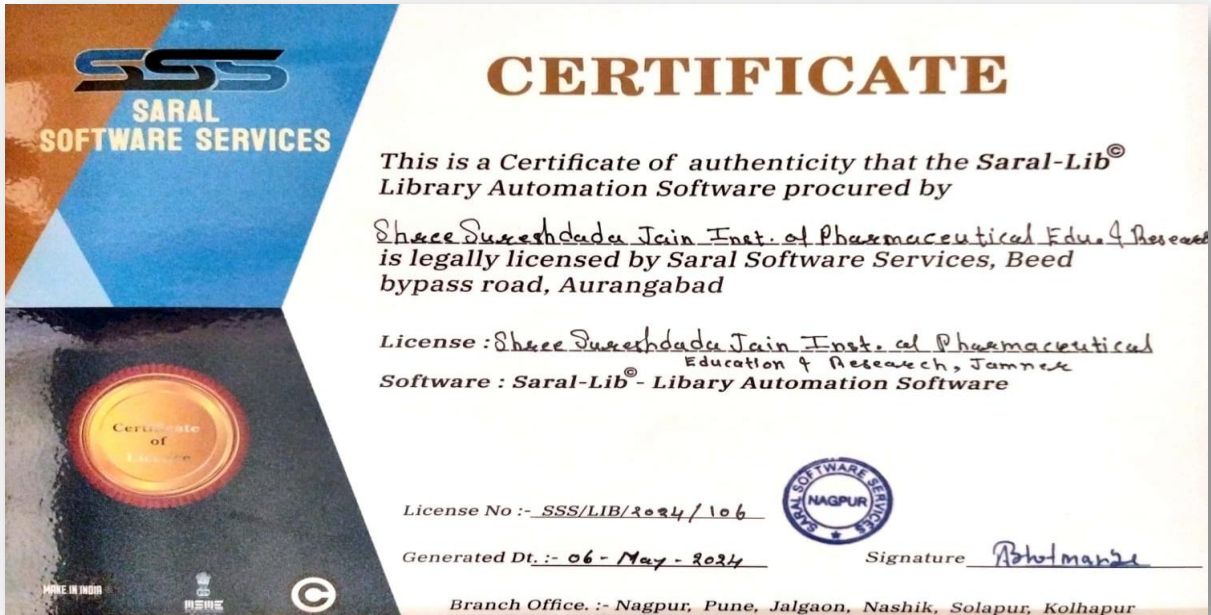 SSS
SARAL
SOFTWARE SERVICES
CERTIFICATE
This is a Certificate of authenticity that the Saral-Lib©
Library Automation Software procured by
Shree Sureshdada Jain Inst. of Pharmaceutical Edu. & Resear
is legally licensed by Saral Software Services, Beed
bypass road, Aurangabad
License : Shree Sureshdada Jain Inst. of Pharmaceutical
Education & Research, Jamner
Software : Saral-Lib© - Libary Automation Software
Certificate
of
Licence
SARAL SOFTWARE SERVICES
NAGPUR
License No :- SSS/LIB/2024/106
Generated Dt. :- 06 - May - 2024
Signature
MAKE IN INDIA
MSME
©
Branch Office. :- Nagpur, Pune, Jalgaon, Nashik, Solapur, Kolhapur